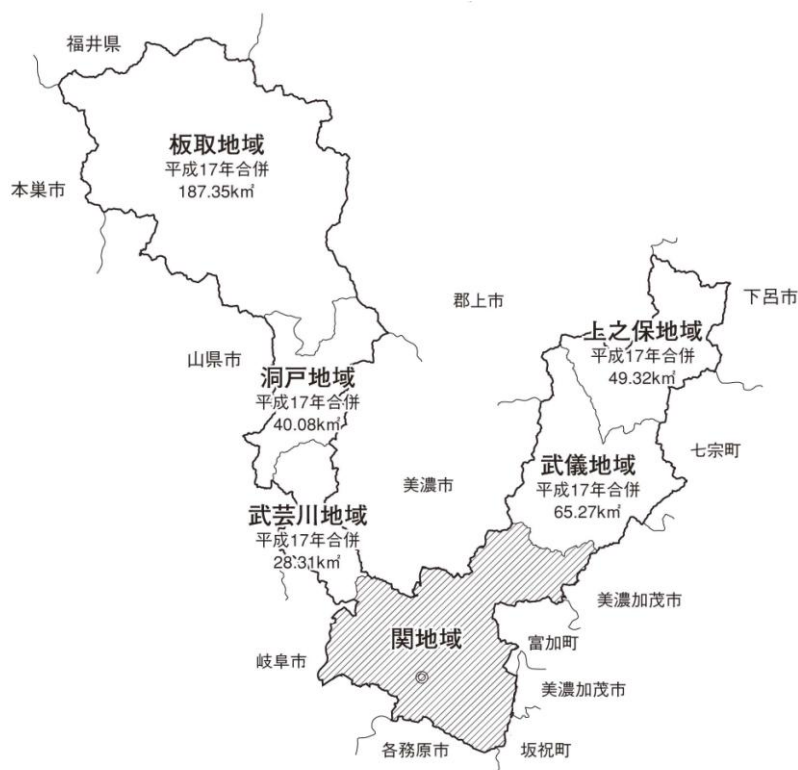 福井県
板取地域
平成17年合併
187.35k㎡
本巣市
郡上市
下呂市
上之保地域
平成17年合併
49.32k㎡
山県市
洞戸地域
平成17年合併
40.08k㎡
七宗町
武儀地域
平成17年合併
65.27k㎡
美濃市
武芸川地域
平成17年合併
28.31k㎡
美濃加茂市
関地域
富加町
岐阜市
美濃加茂市
各務原市
坂祝町